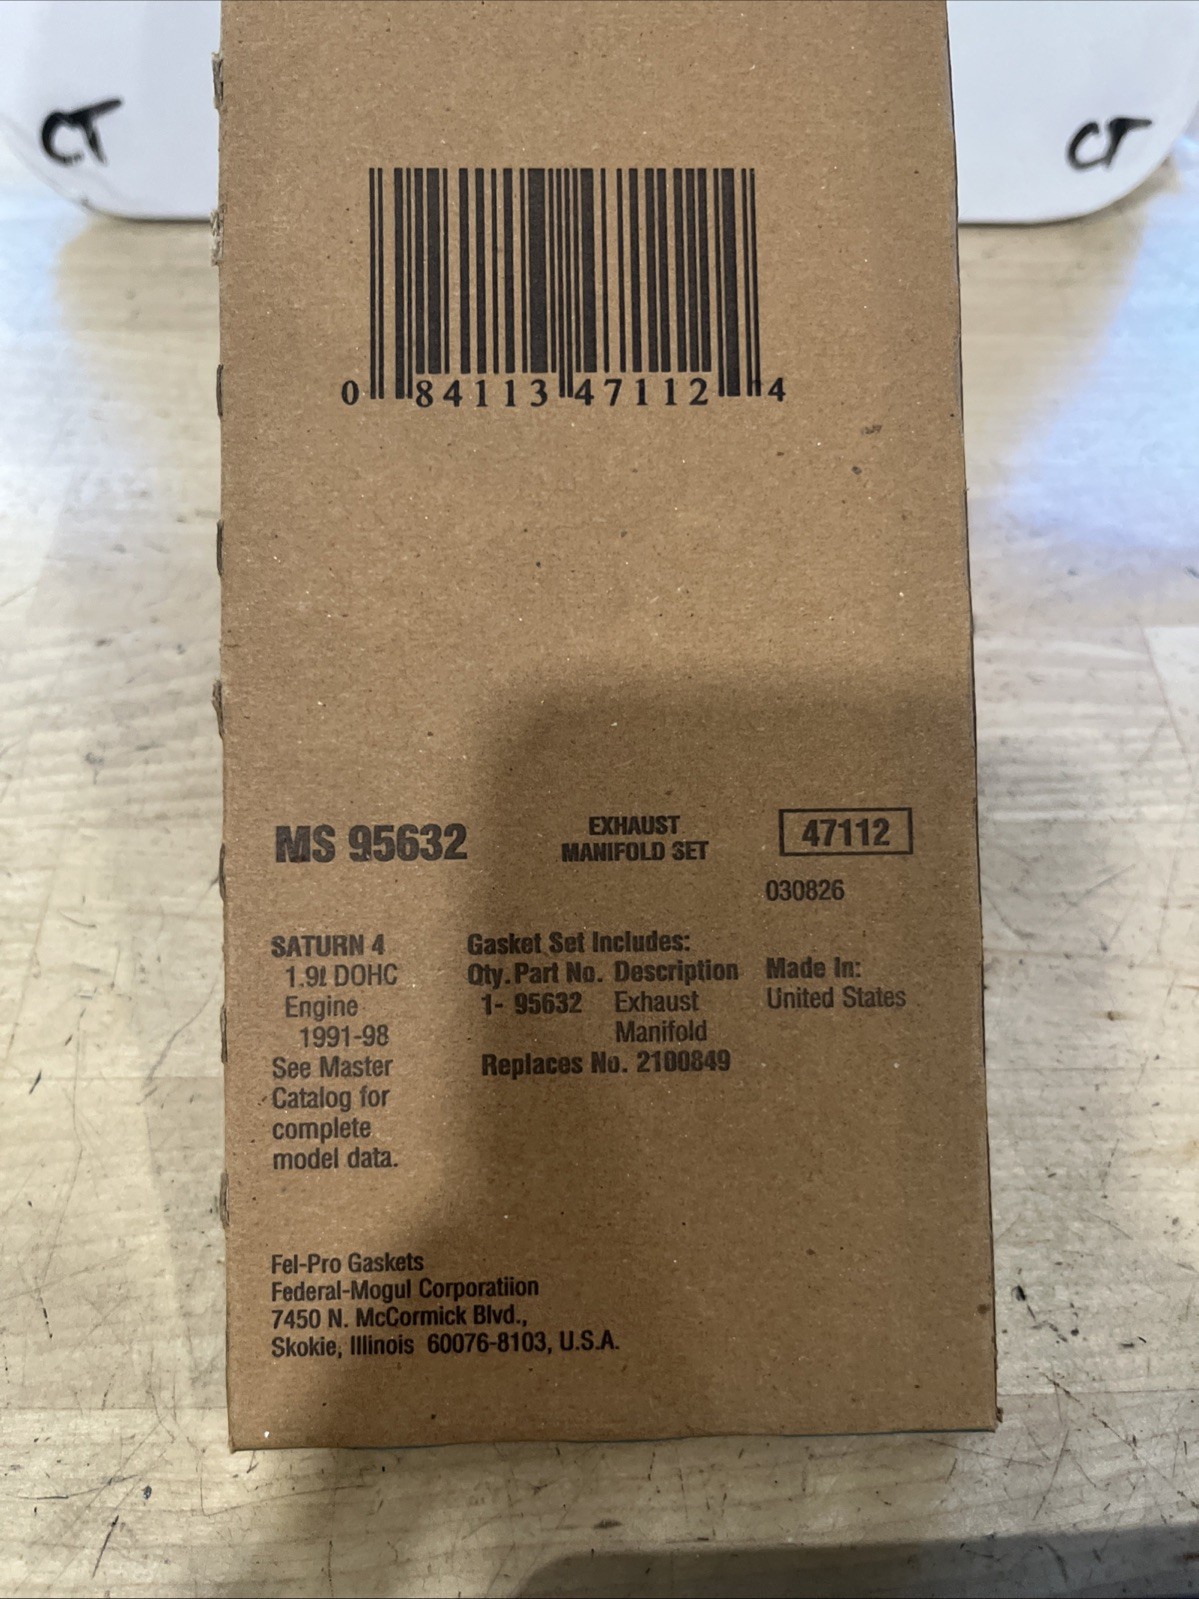 CT
CT
0 84113 47112 4
MS 95632
EXHAUST
MANIFOLD SET
47112
030826
SATURN 4
1.9ℓ DOHC
Engine
1991-98
See Master
Catalog for
complete
model data.
Gasket Set Includes:
Qty. Part No. Description
1- 95632 Exhaust
Manifold
Replaces No. 2100849
Made In:
United States
Fel-Pro Gaskets
Federal-Mogul Corporatiion
7450 N. McCormick Blvd.,
Skokie, Illinois 60076-8103, U.S.A.